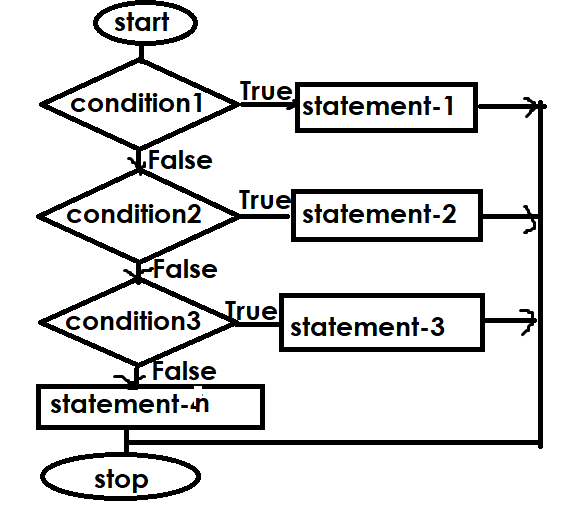 start
condition1
True
statement-1
False
condition2
True
statement-2
False
condition3
True
statement-3
False
statement-n
stop